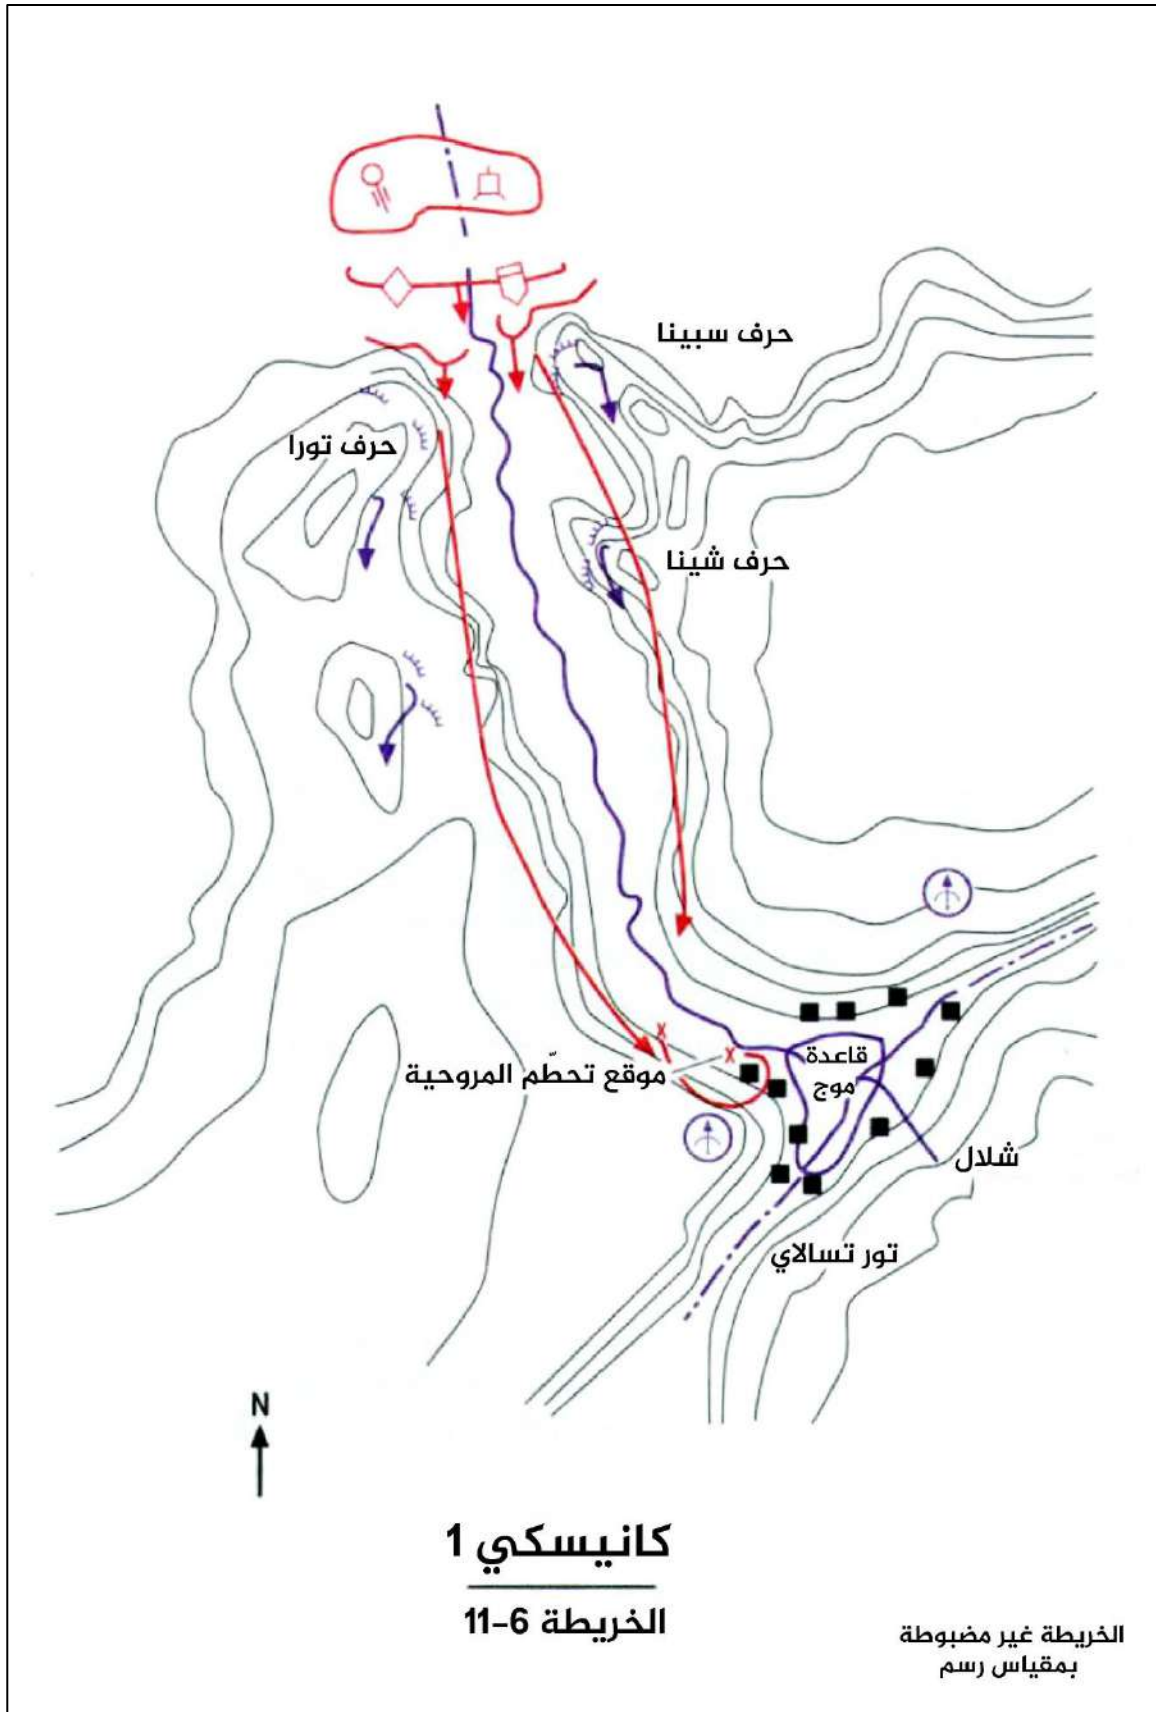 حرف سبينا
حرف تورا
حرف شينا
قاعدة
موج
موقع تحطّم المروحية
شلال
تور تسالاي
N
كانيسكي 1
الخريطة 6-11
الخريطة غير مضبوطة
بمقياس رسم